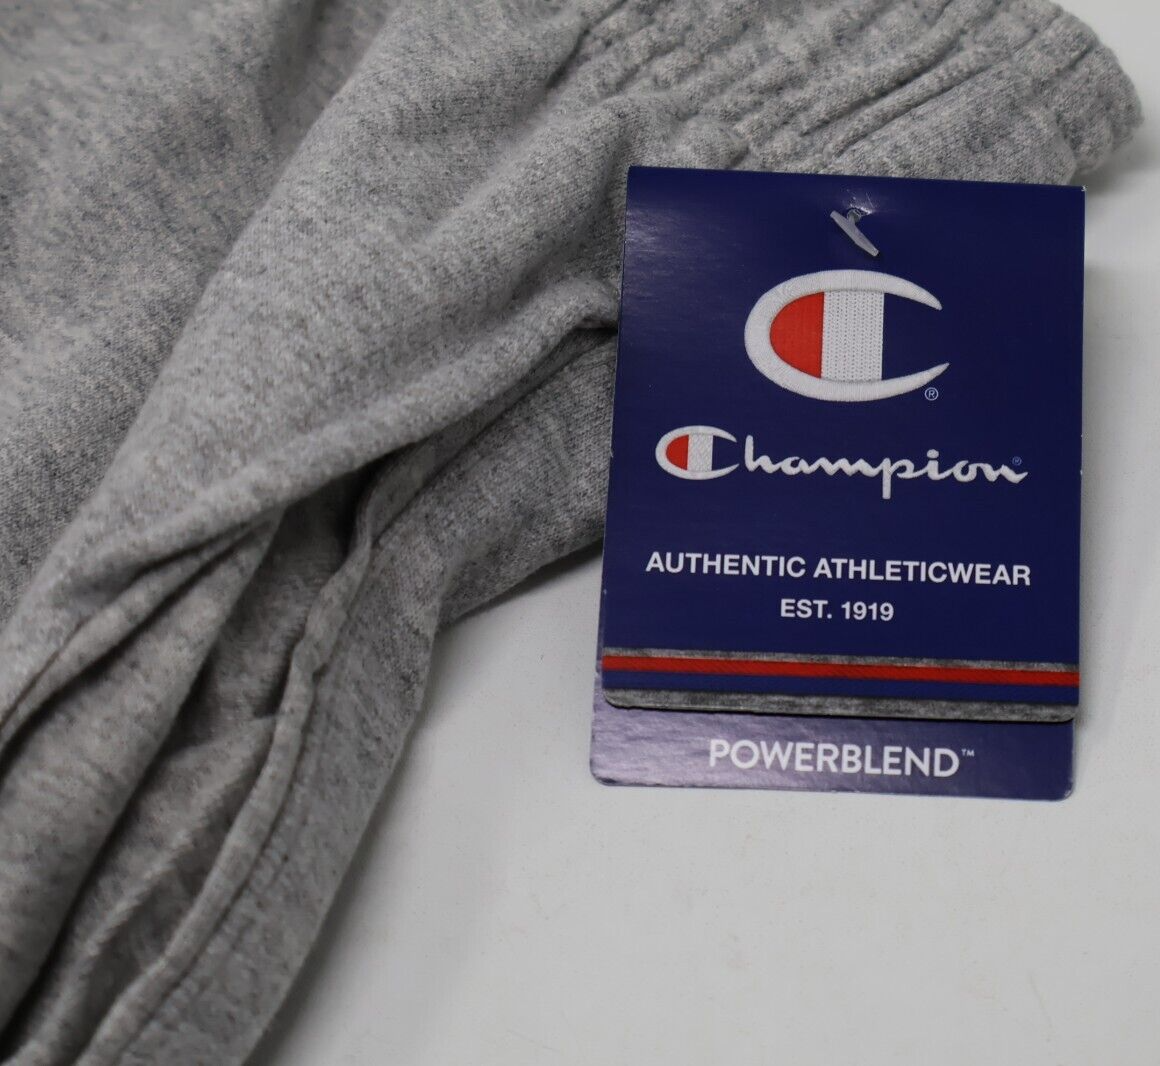 ®
Champion®
AUTHENTIC ATHLETICWEAR
EST. 1919
POWERBLEND™